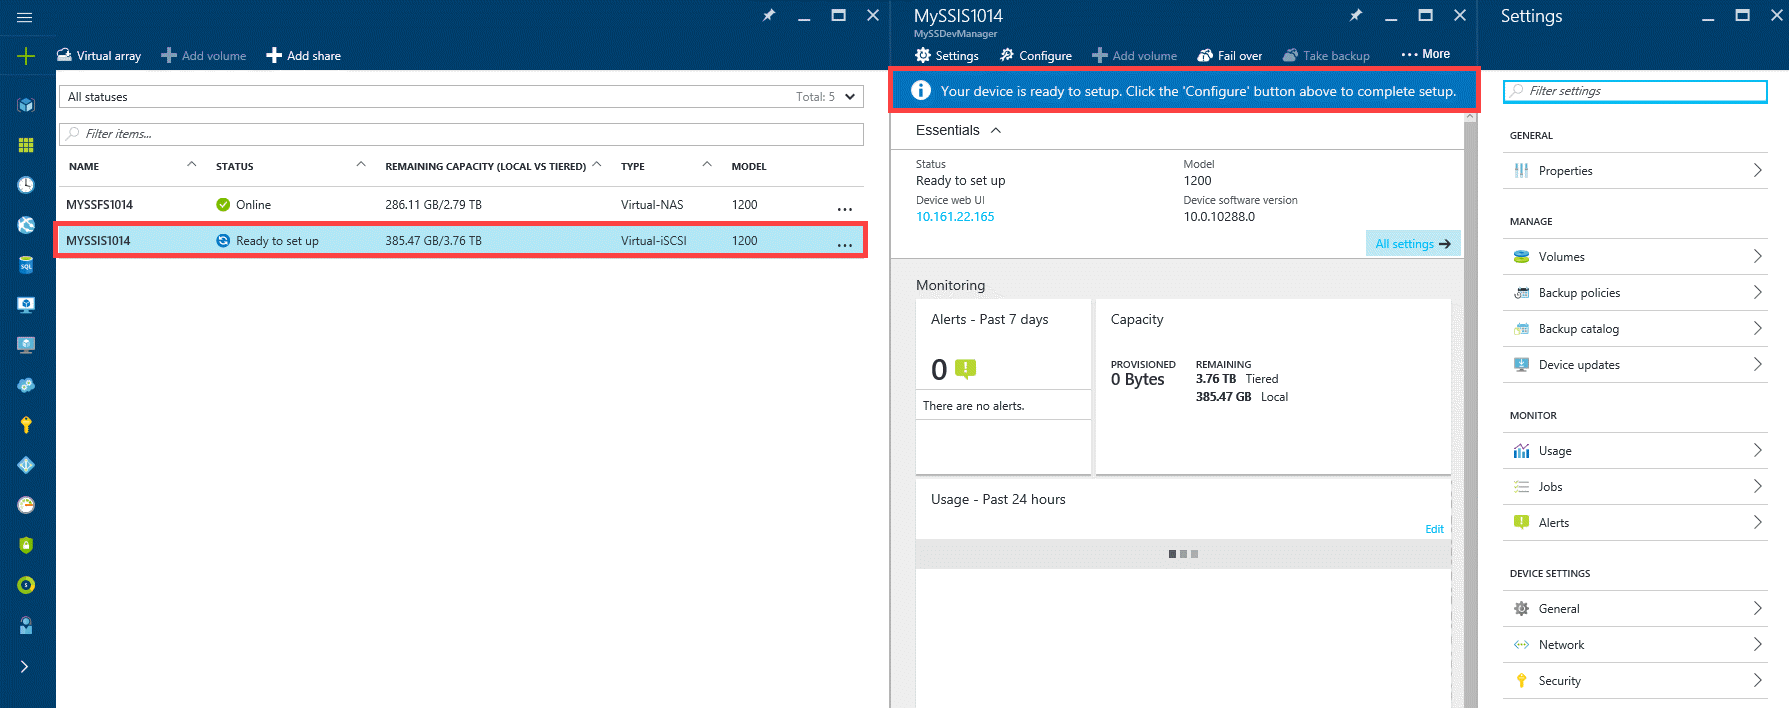 Virtual array
Add volume
Add share
All statuses
Total: 5
Filter items...
NAME STATUS REMAINING CAPACITY (LOCAL VS TIERED) TYPE MODEL
MYSSFS1014 Online 286.11 GB/2.79 TB Virtual-NAS 1200 ...
MYSSIS1014 Ready to set up 385.47 GB/3.76 TB Virtual-iSCSI 1200 ...
SQL
MySSIS1014
MySSDevManager
Settings
Configure
Add volume
Fail over
Take backup
··· More
Your device is ready to setup. Click the 'Configure' button above to complete setup.
Essentials
Status
Ready to set up
Device web UI
10.161.22.165
Model
1200
Device software version
10.0.10288.0
All settings
Monitoring
Alerts - Past 7 days
0
There are no alerts.
Capacity
PROVISIONED
0 Bytes
REMAINING
3.76 TB Tiered
385.47 GB Local
Usage - Past 24 hours
Edit
Settings
Filter settings
GENERAL
Properties
MANAGE
Volumes
Backup policies
Backup catalog
Device updates
MONITOR
Usage
Jobs
Alerts
DEVICE SETTINGS
General
Network
Security